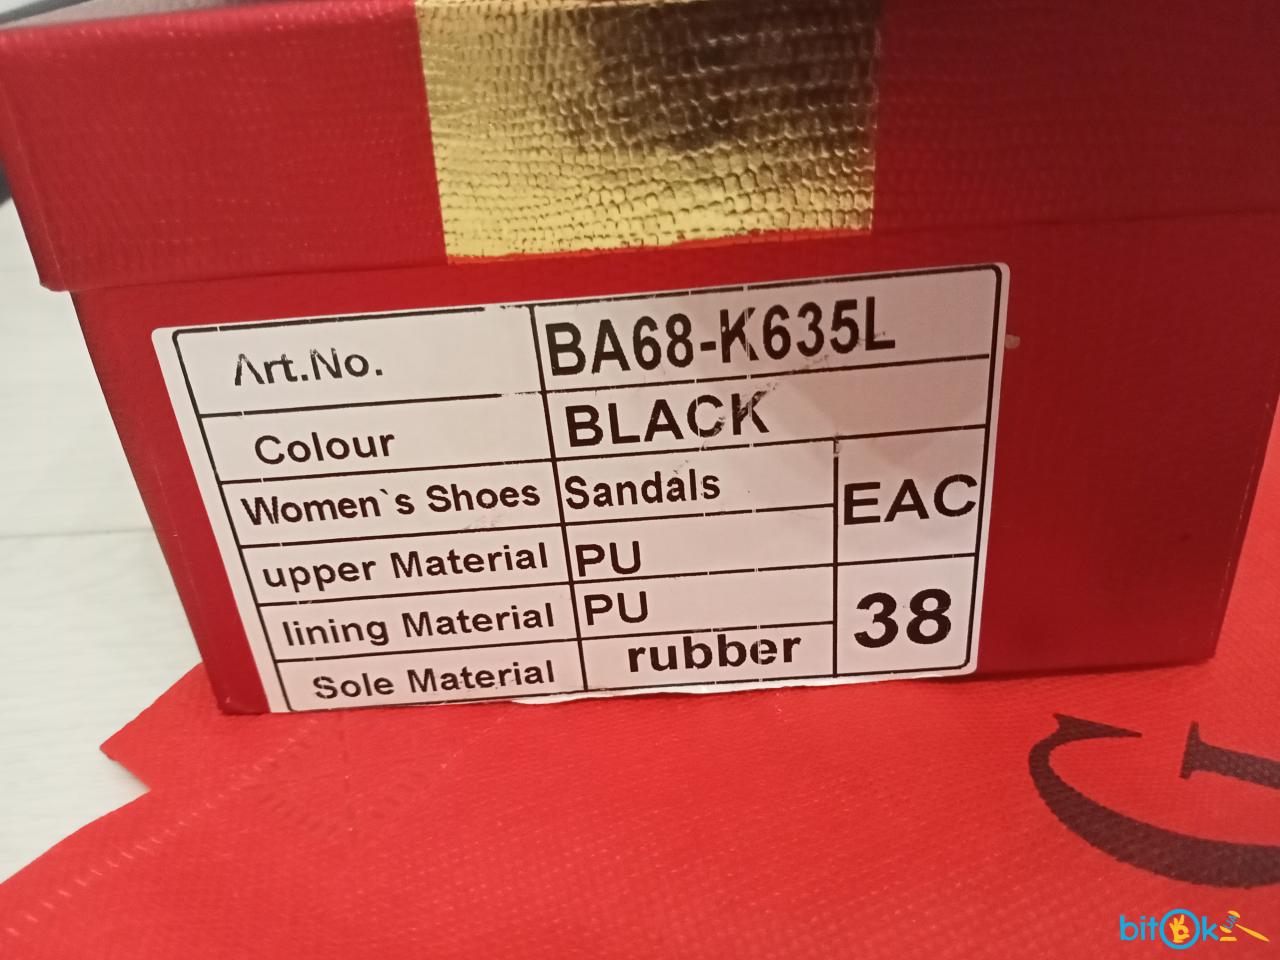 Art.No. BA68-K635L
Colour BLACK
Women`s Shoes Sandals EAC
upper Material PU
lining Material PU 38
Sole Material rubber
bitOk